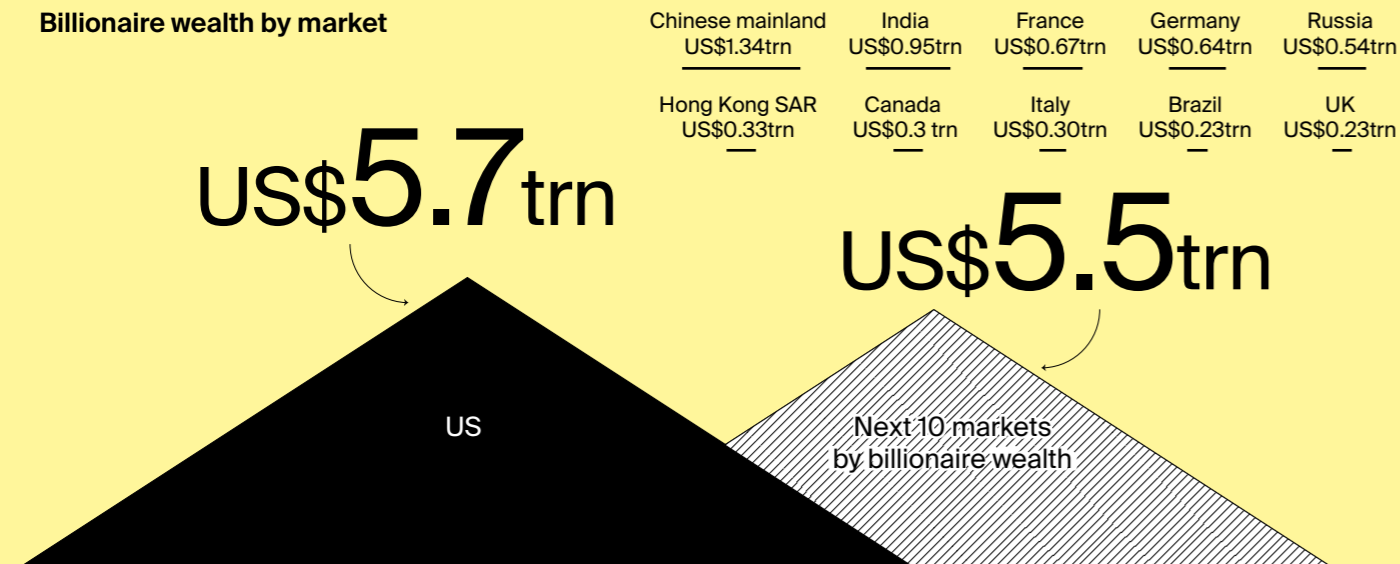 Billionaire wealth by market
Chinese mainland
US$1.34trn
India
US$0.95trn
France
US$0.67trn
Germany
US$0.64trn
Russia
US$0.54trn
Hong Kong SAR
US$0.33trn
Canada
US$0.3 trn
Italy
US$0.30trn
Brazil
US$0.23trn
UK
US$0.23trn
US$5.7trn
US$5.5trn
US
Next 10 markets
by billionaire wealth